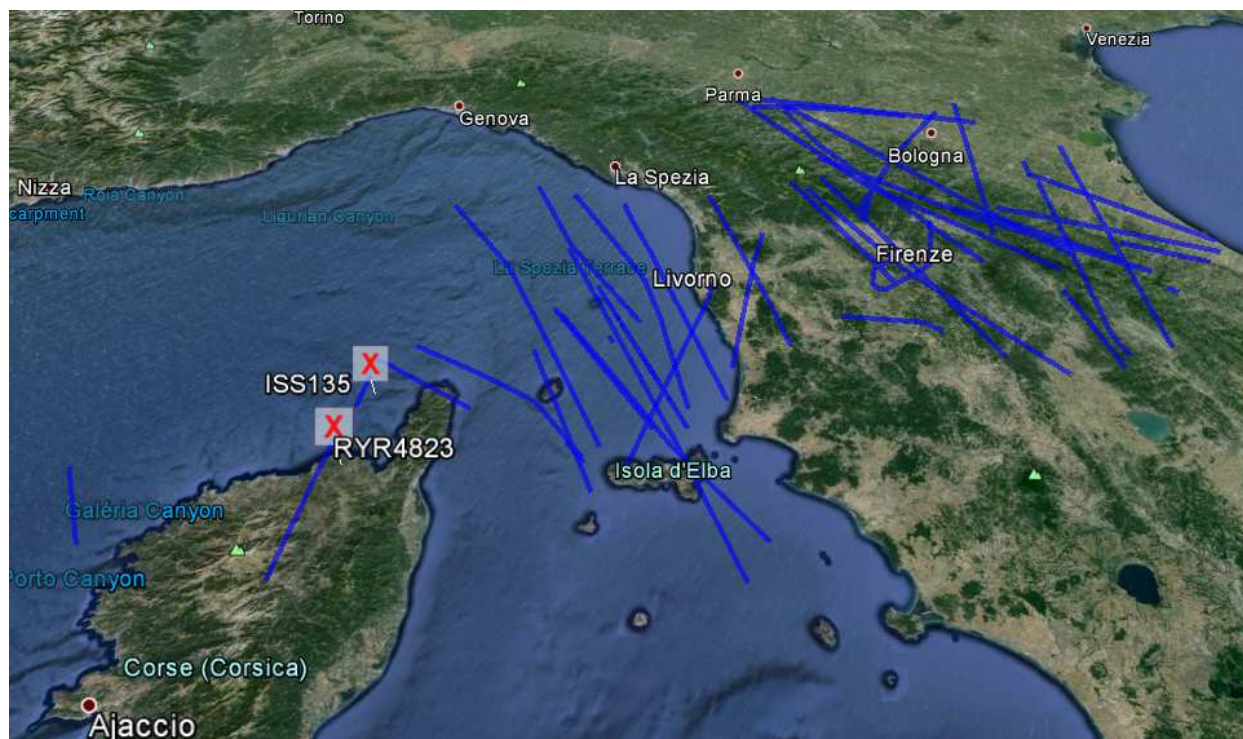 Torino
Venezia
Parma
Genova
Bologna
La Spezia
Nizza
Roia Canyon
carpment
Ligurian Canyon
Firenze
La Spezia Terrace
Livorno
ISS135
RYR4823
Isola d'Elba
Galéria Canyon
Porto Canyon
Corse (Corsica)
Ajaccio
X
X